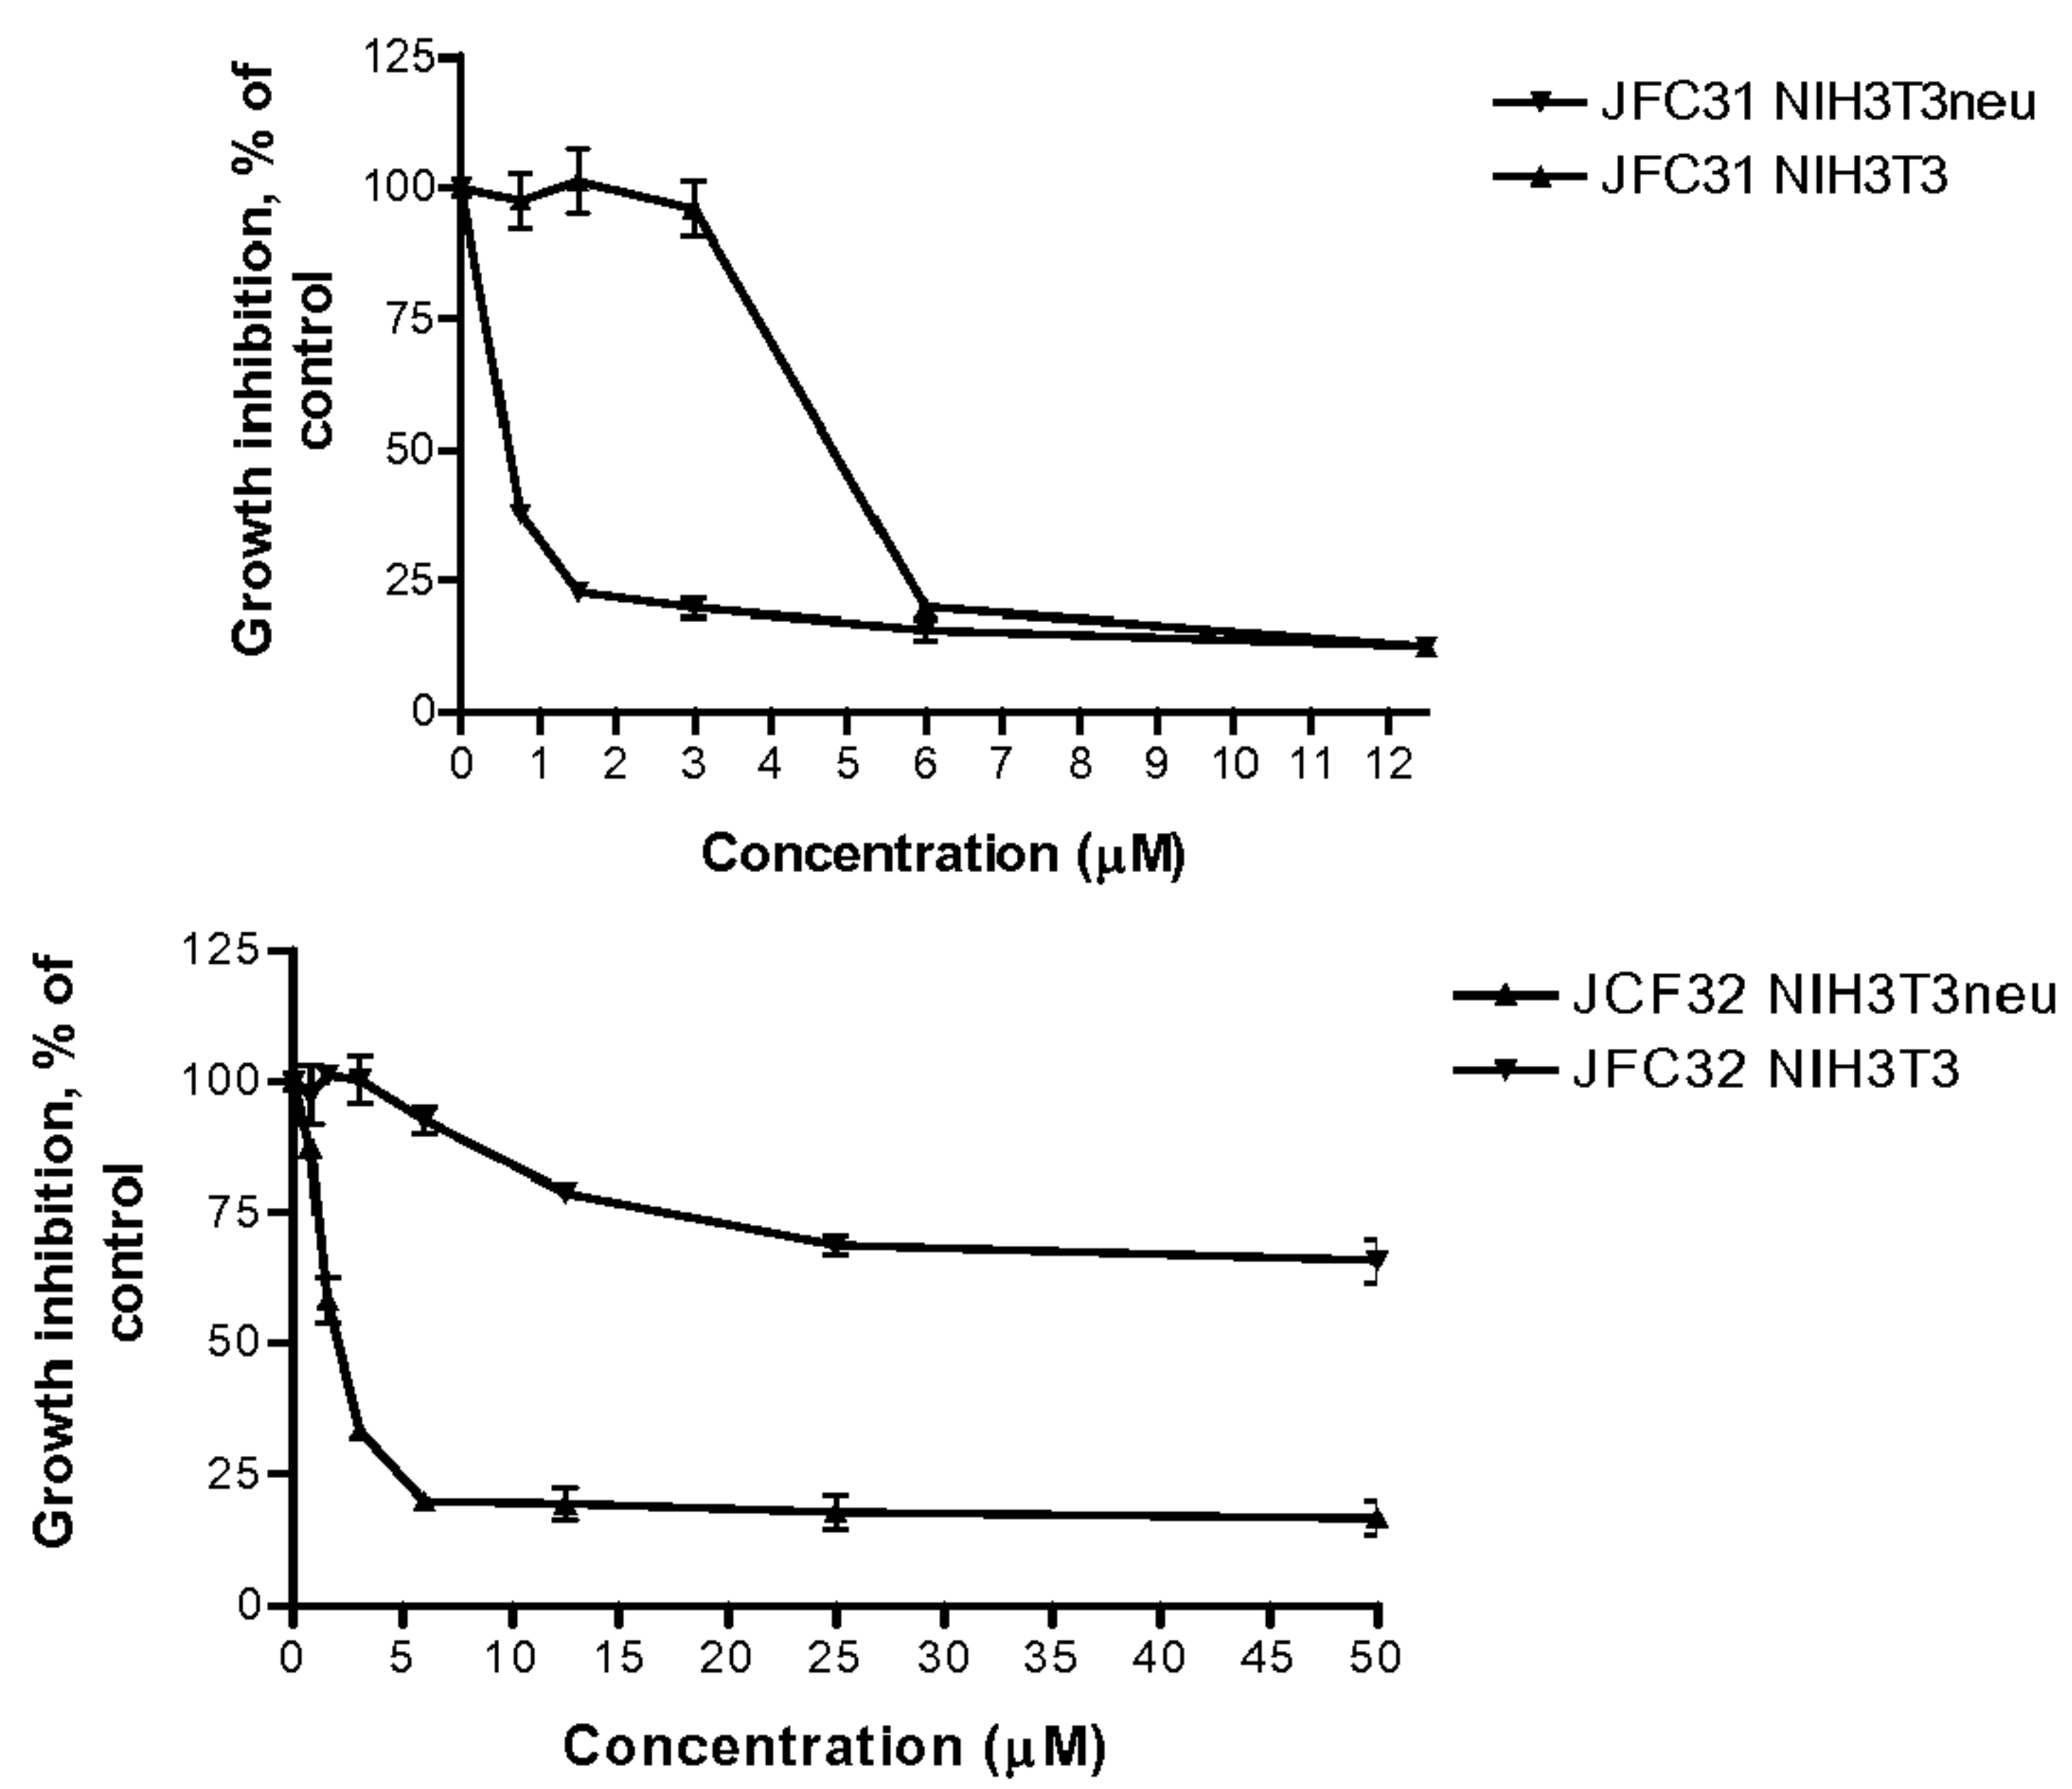 Growth inhibition, % of
control
125
100
75
50
25
0
0 1 2 3 4 5 6 7 8 9 10 11 12
Concentration (μM)
JFC31 NIH3T3neu
JFC31 NIH3T3
Growth inhibition, % of
control
125
100
75
50
25
0
0 5 10 15 20 25 30 35 40 45 50
Concentration (μM)
JCF32 NIH3T3neu
JFC32 NIH3T3